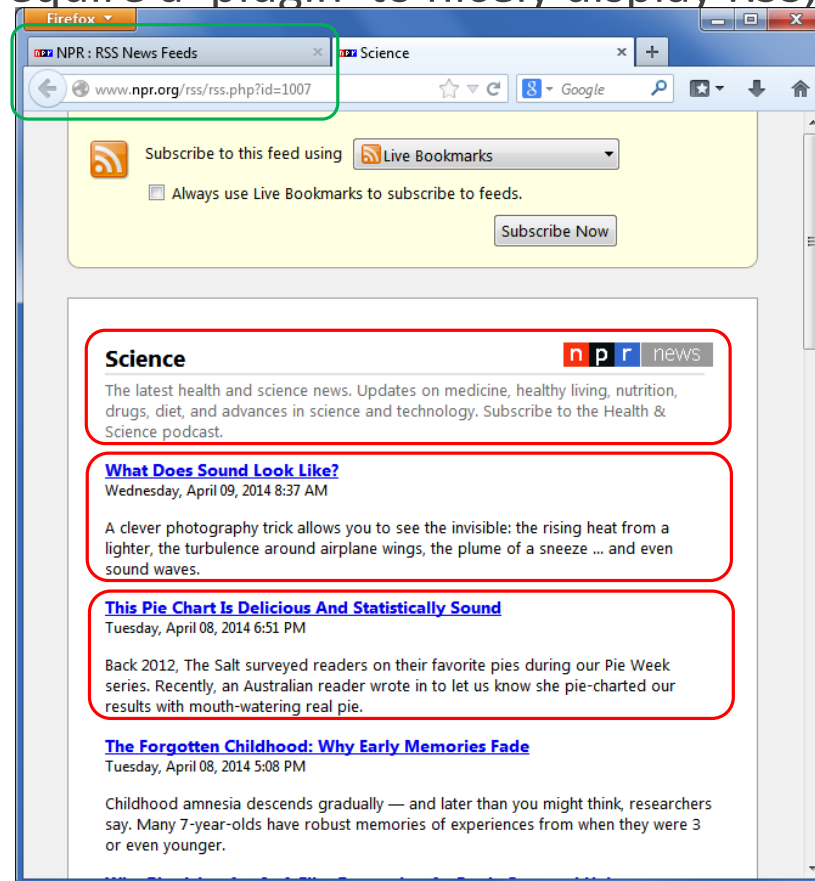 Firefox
NPR : RSS News Feeds
npr Science
www.npr.org/rss/rss.php?id=1007
8 Google
Subscribe to this feed using Live Bookmarks
Always use Live Bookmarks to subscribe to feeds.
Subscribe Now
Science
npr news
The latest health and science news. Updates on medicine, healthy living, nutrition,
drugs, diet, and advances in science and technology. Subscribe to the Health &
Science podcast.
What Does Sound Look Like?
Wednesday, April 09, 2014 8:37 AM
A clever photography trick allows you to see the invisible: the rising heat from a
lighter, the turbulence around airplane wings, the plume of a sneeze ... and even
sound waves.
This Pie Chart Is Delicious And Statistically Sound
Tuesday, April 08, 2014 6:51 PM
Back 2012, The Salt surveyed readers on their favorite pies during our Pie Week
series. Recently, an Australian reader wrote in to let us know she pie-charted our
results with mouth-watering real pie.
The Forgotten Childhood: Why Early Memories Fade
Tuesday, April 08, 2014 5:08 PM
Childhood amnesia descends gradually — and later than you might think, researchers
say. Many 7-year-olds have robust memories of experiences from when they were 3
or even younger.